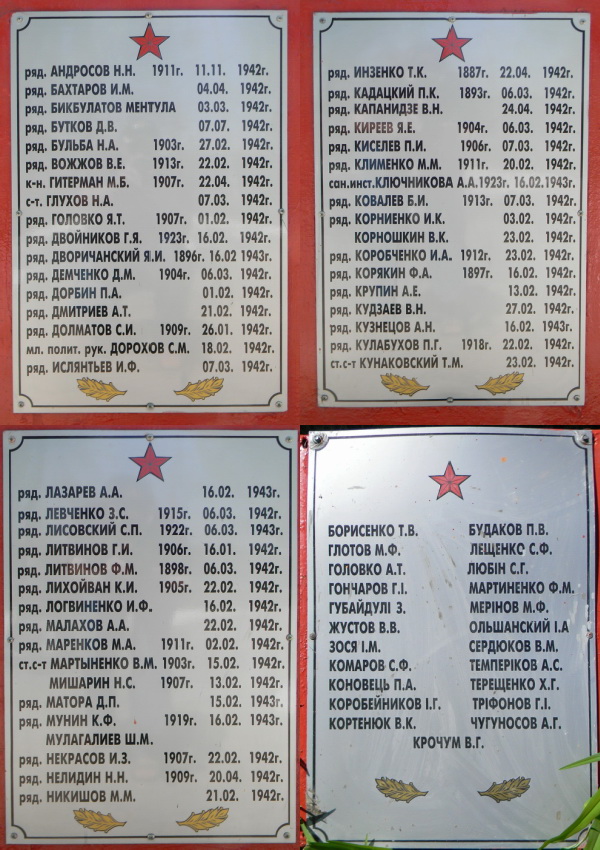 ряд. АНДРОСОВ Н.Н. 1911г. 11.11. 1942г.
ряд. БАХТАРОВ И.М. 04.04. 1942г.
ряд. БИКБУЛАТОВ МЕНТУЛА 03.03. 1942г.
ряд. БУТКОВ Д.В. 07.07. 1942г.
ряд. БУЛЬБА Н.А. 1903г. 27.02. 1942г.
ряд. ВОЖЖОВ В.Е. 1913г. 22.02. 1942г.
к-н. ГИТЕРМАН М.Б. 1907г. 22.04. 1942г.
с-т. ГЛУХОВ Н.А. 07.03. 1942г.
ряд. ГОЛОВКО Я.Т. 1907г. 01.02. 1942г.
ряд. ДВОЙНИКОВ Г.Я. 1923г. 16.02. 1942г.
ряд. ДВОРИЧАНСКИЙ Я.И. 1896г. 16.02 1943г.
ряд. ДЕМЧЕНКО Д.М. 1904г. 06.03. 1942г.
ряд. ДОРБИН П.А. 01.02. 1942г.
ряд. ДМИТРИЕВ А.Т. 21.02. 1942г.
ряд. ДОЛМАТОВ С.И. 1909г. 26.01. 1942г.
мл. полит. рук. ДОРОХОВ С.М. 18.02. 1942г.
ряд. ИСЛЯНТЬЕВ И.Ф. 07.03. 1942г.
ряд. ИНЗЕНКО Т.К. 1887г. 22.04. 1942г.
ряд. КАДАЦКИЙ П.К. 1893г. 06.03. 1942г.
ряд. КАПАНИДЗЕ В.Н. 24.04. 1942г.
ряд. КИРЕЕВ Я.Е. 1904г. 06.03. 1942г.
ряд. КИСЕЛЕВ П.И. 1906г. 07.03. 1942г.
ряд. КЛИМЕНКО М.М. 1911г. 20.02. 1942г.
сан.инст.КЛЮЧНИКОВА А.А.1923г. 16.02.1943г.
ряд. КОВАЛЕВ Б.И. 1913г. 07.03. 1942г.
ряд. КОРНИЕНКО И.К. 03.02. 1942г.
КОРНОШКИН В.К. 23.02. 1942г.
ряд. КОРОБЧЕНКО И.А. 1912г. 23.02. 1942г.
ряд. КОРЯКИН Ф.А. 1897г. 16.02. 1942г.
ряд. КРУПИН А.Е. 13.02. 1942г.
ряд. КУДЗАЕВ В.Н. 27.02. 1942г.
ряд. КУЗНЕЦОВ А.Н. 16.02. 1943г.
ряд. КУЛАБУХОВ П.Г. 1918г. 22.02. 1942г.
ст.с-т КУНАКОВСКИЙ Т.М. 23.02. 1942г.
ряд. ЛАЗАРЕВ А.А. 16.02. 1943г.
ряд. ЛЕВЧЕНКО З.С. 1915г. 06.03. 1942г.
ряд. ЛИСОВСКИЙ С.П. 1922г. 06.03. 1943г.
ряд. ЛИТВИНОВ Г.И. 1906г. 16.01. 1942г.
ряд. ЛИТВИНОВ Ф.М. 1898г. 06.03. 1942г.
ряд. ЛИХОЙВАН К.И. 1905г. 22.02. 1942г.
ряд. ЛОГВИНЕНКО И.Ф. 16.02. 1942г.
ряд. МАЛАХОВ А.А. 22.02. 1942г.
ряд. МАРЕНКОВ М.А. 1911г. 02.02. 1942г.
ст.с-т МАРТЫНЕНКО В.М. 1903г. 15.02. 1942г.
МИШАРИН Н.С. 1907г. 13.02. 1942г.
ряд. МАТОРА Д.П. 15.02. 1943г.
ряд. МУНИН К.Ф. 1919г. 16.02. 1943г.
МУЛАГАЛИЕВ Ш.М.
ряд. НЕКРАСОВ И.З. 1907г. 22.02. 1942г.
ряд. НЕЛИДИН Н.Н. 1909г. 20.04. 1942г.
ряд. НИКИШОВ М.М. 21.02. 1942г.
БОРИСЕНКО Т.В. БУДАКОВ П.В.
ГЛОТОВ М.Ф. ЛЕЩЕНКО С.Ф.
ГОЛОВКО А.Т. ЛЮБІН С.Г.
ГОНЧАРОВ Г.І. МАРТИНЕНКО Ф.М.
ГУБАЙДУЛІ З. МЕРІНОВ М.Ф.
ЖУСТОВ В.В. ОЛЬШАНСКИЙ І.А
ЗОСЯ І.М. СЕРДЮКОВ В.М.
КОМАРОВ С.Ф. ТЕМПЕРІКОВ А.С.
КОНОВЕЦЬ П.А. ТЕРЕЩЕНКО Х.Г.
КОРОБЕЙНИКОВ І.Г. ТРІФОНОВ Г.І.
КОРТЕНЮК В.К. ЧУГУНОСОВ А.Г.
КРОЧУМ В.Г.